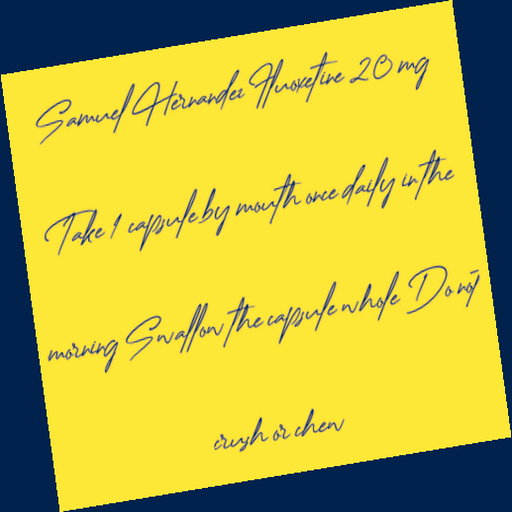 Samuel Hernandez Fluoxetine 20 mg
Take 1 capsule by mouth once daily in the
morning Swallow the capsule whole Do not
crush or chew